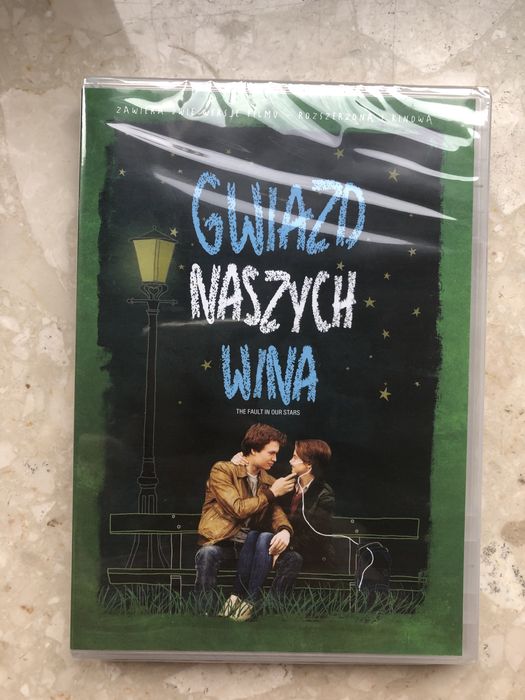 ZAWIERA DWIE WERSJE FILMU - ROZSZERZONĄ I KINOWĄ
GWIAZD
NASZYCH
WINA
THE FAULT IN OUR STARS